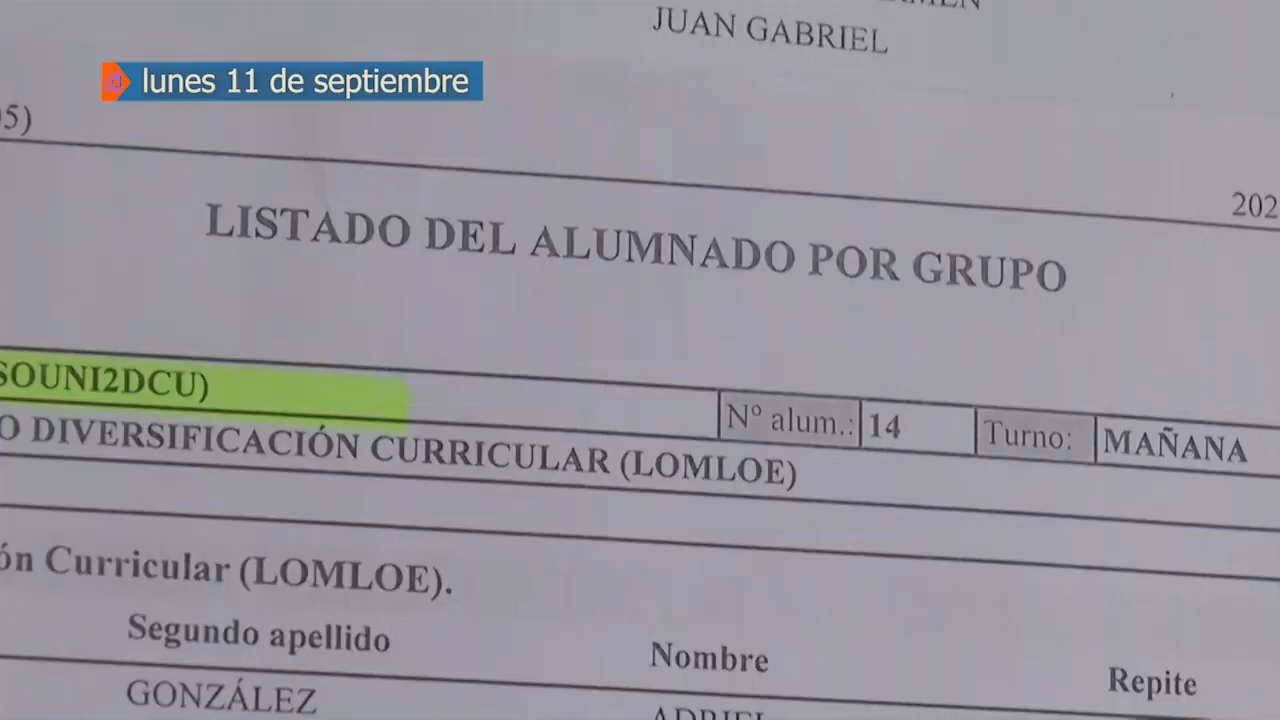 JUAN GABRIEL
lunes 11 de septiembre
5)
202
LISTADO DEL ALUMNADO POR GRUPO
SOUNI2DCU)
Nº alum.: 14 Turno: MAÑANA
O DIVERSIFICACIÓN CURRICULAR (LOMLOE)
ón Curricular (LOMLOE).
Segundo apellido Nombre Repite
GONZÁLEZ ADRIEL